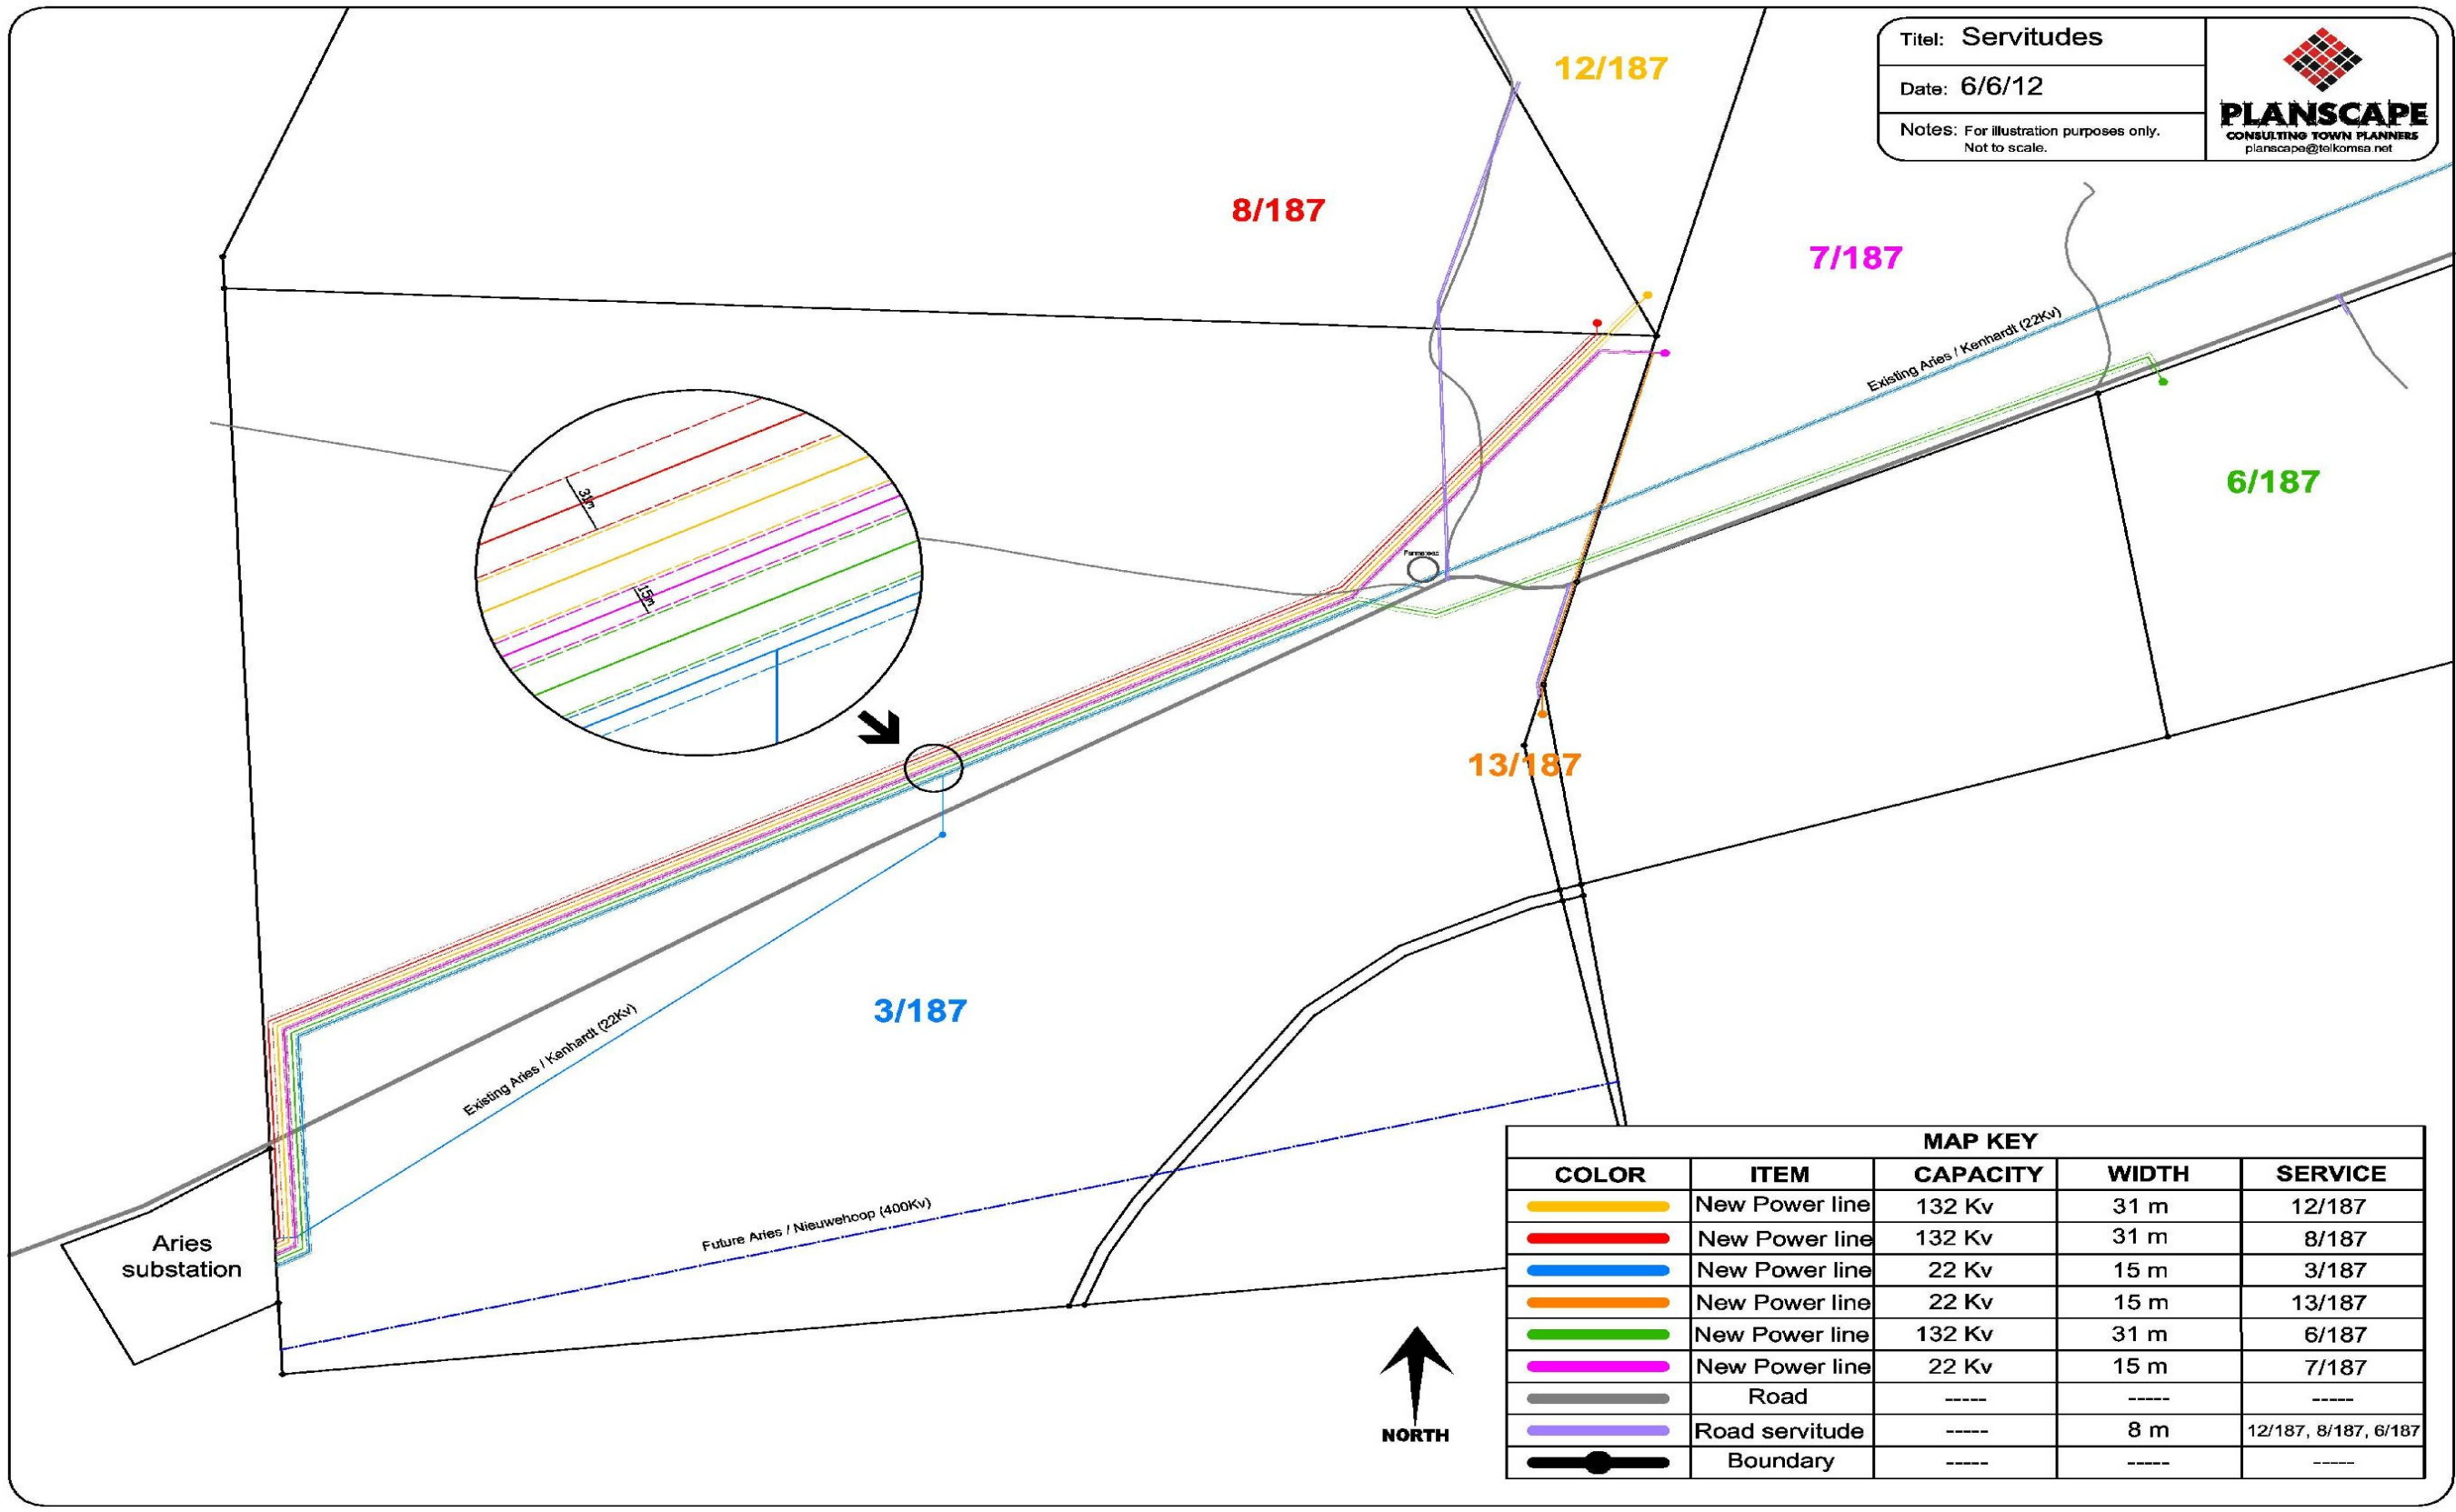 Titel: Servitudes
Date: 6/6/12
Notes: For illustration purposes only.
Not to scale.
PLANSCAPE
CONSULTING TOWN PLANNERS
planscape@telkomsa.net
12/187
8/187
7/187
Existing Aries / Kenhardt (22Kv)
6/187
31m
15m
13/187
3/187
Existing Aries / Kenhardt (22Kv)
Future Aries / Nieuwehoop (400Kv)
Aries
substation
NORTH
MAP KEY
COLOR ITEM CAPACITY WIDTH SERVICE
New Power line 132 Kv 31 m 12/187
New Power line 132 Kv 31 m 8/187
New Power line 22 Kv 15 m 3/187
New Power line 22 Kv 15 m 13/187
New Power line 132 Kv 31 m 6/187
New Power line 22 Kv 15 m 7/187
Road ----- ----- -----
Road servitude ----- 8 m 12/187, 8/187, 6/187
Boundary ----- ----- -----